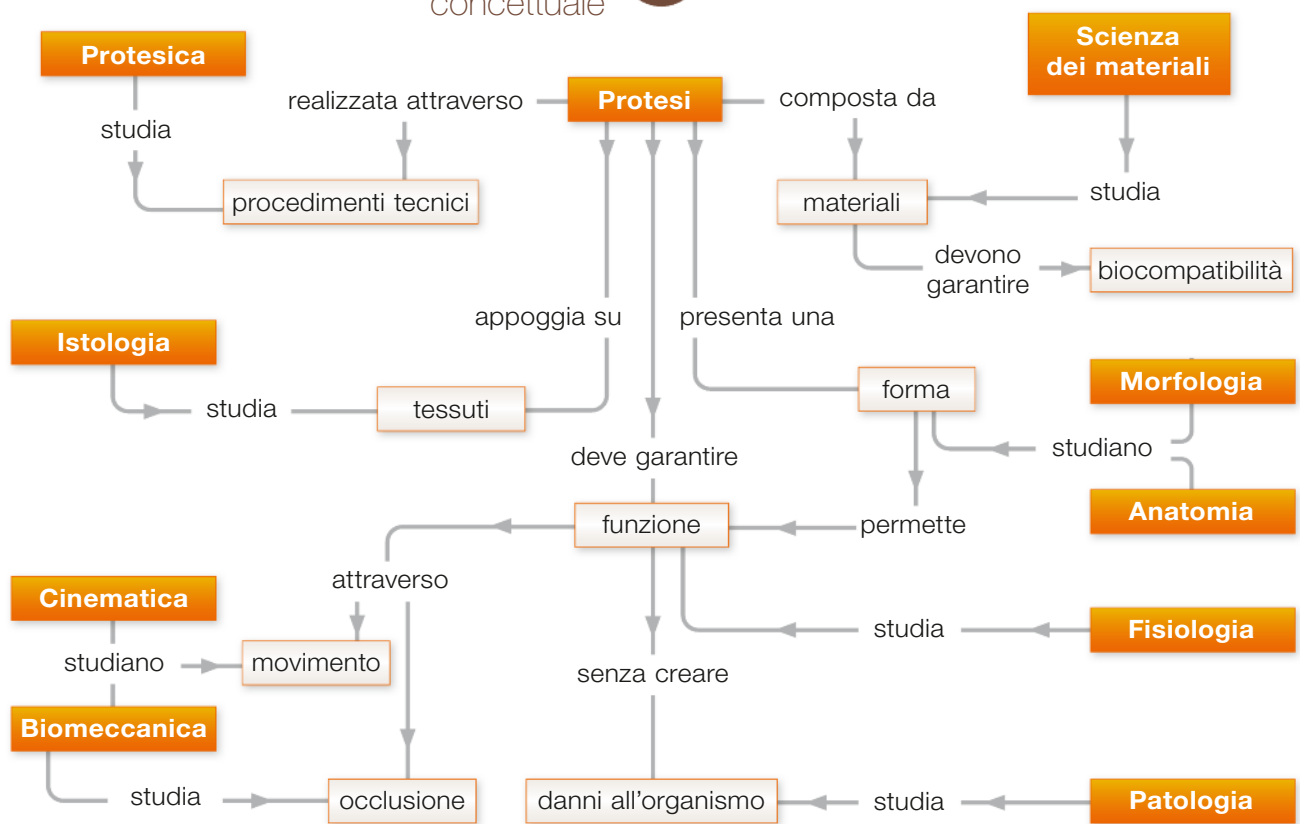 concettuale
Protesica
Scienza
dei materiali
realizzata attraverso
Protesi
composta da
studia
procedimenti tecnici
materiali
studia
devono
garantire
biocompatibilità
appoggia su
presenta una
Istologia
studia
tessuti
forma
Morfologia
studiano
deve garantire
Anatomia
funzione
permette
attraverso
Cinematica
studia
Fisiologia
studiano
movimento
senza creare
Biomeccanica
studia
occlusione
danni all'organismo
studia
Patologia